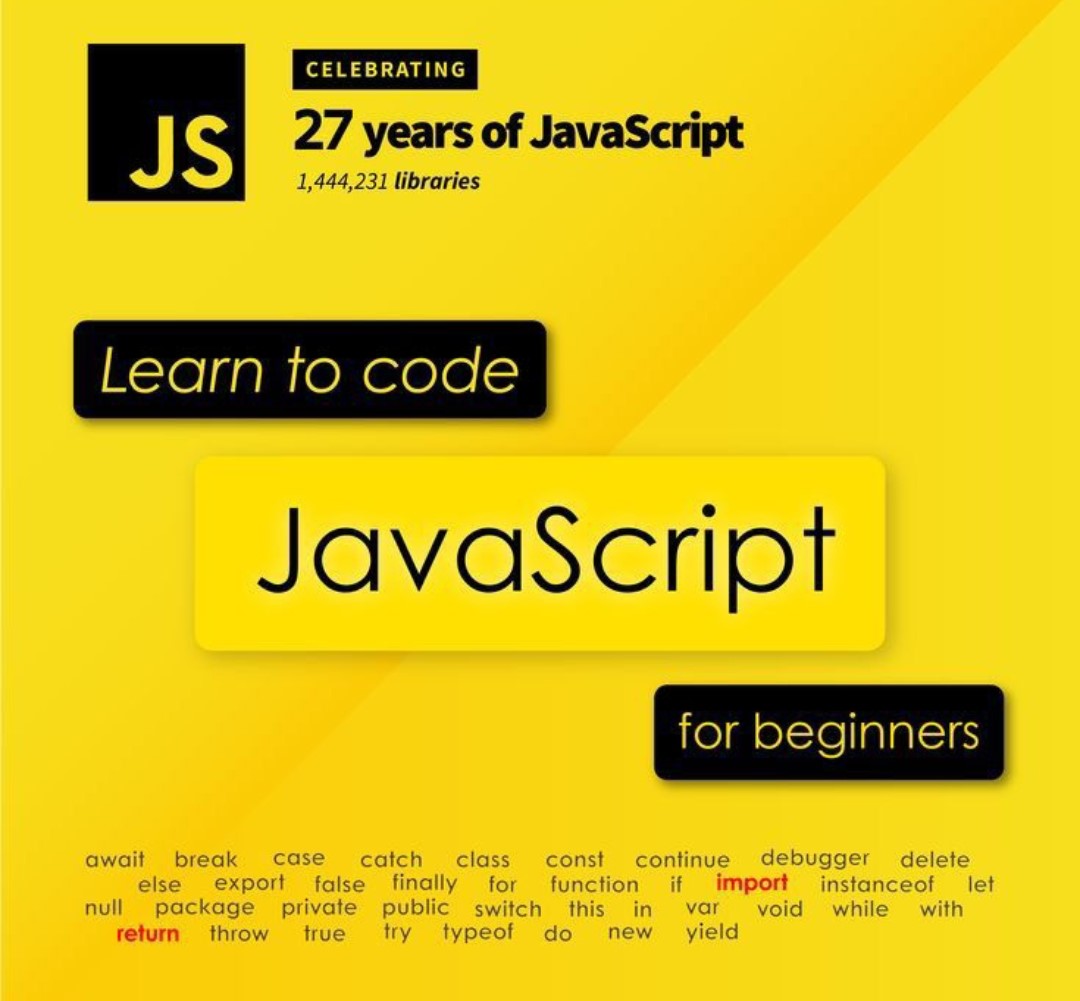 JS
CELEBRATING
27 years of JavaScript
1,444,231 libraries
Learn to code
JavaScript
for beginners
await break case catch class const continue debugger delete
else export false finally for function if import instanceof let
null package private public switch this in var void while with
return throw true try typeof do new yield